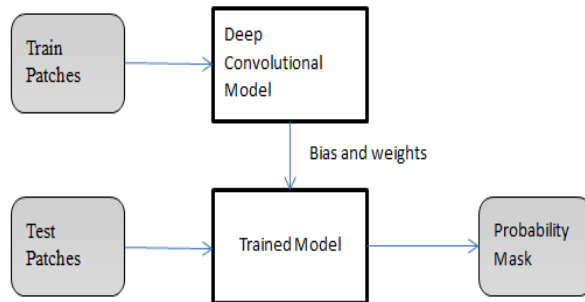 Train
Patches
Deep
Convolutional
Model
Bias and weights
Test
Patches
Trained Model
Probability
Mask